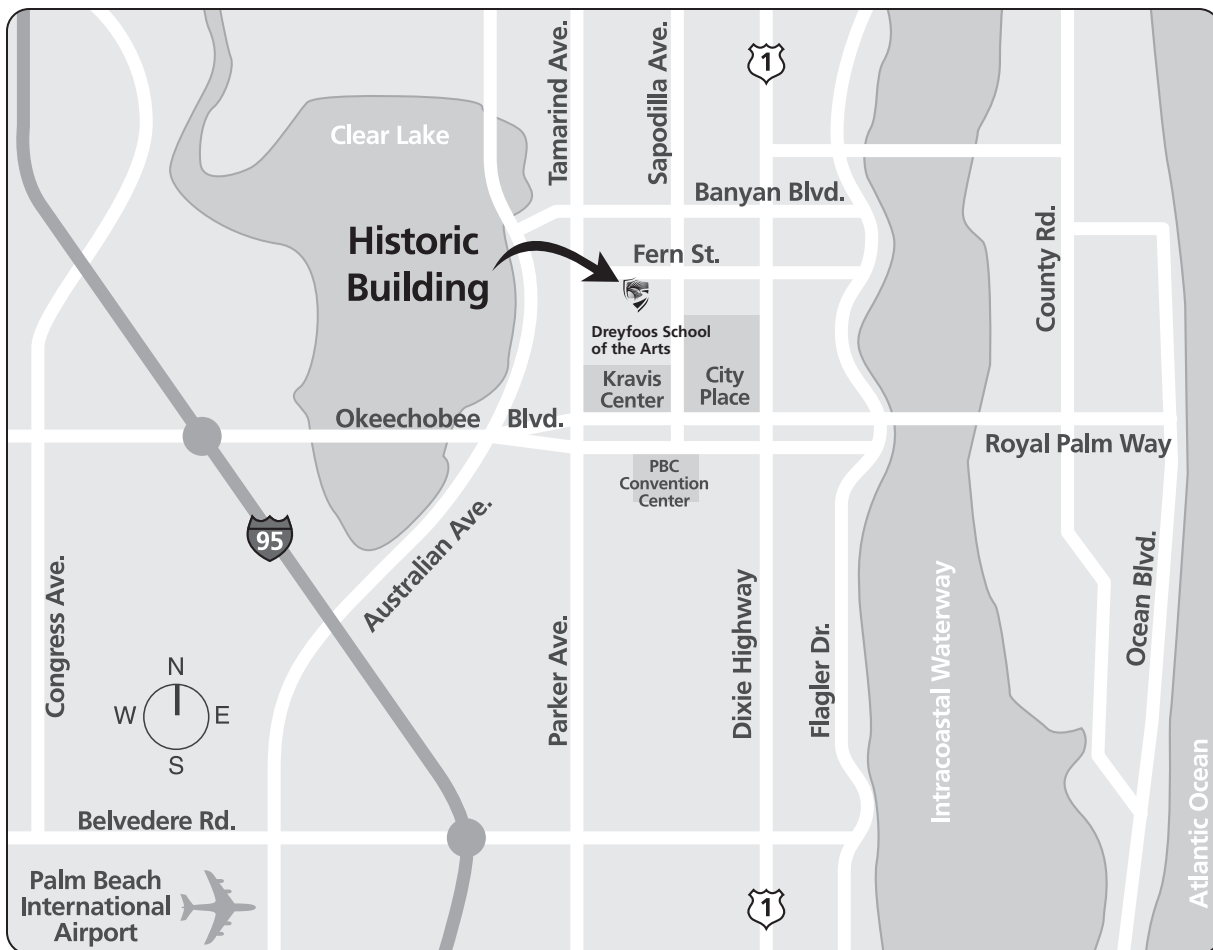 Tamarind Ave.
Sapodilla Ave.
1
Clear Lake
Banyan Blvd.
County Rd.
Historic
Building
Fern St.
Dreyfoos School
of the Arts
Kravis
Center
City
Place
Okeechobee Blvd.
Royal Palm Way
PBC
Convention
Center
95
Australian Ave.
Congress Ave.
Parker Ave.
Dixie Highway
Flagler Dr.
Intracoastal Waterway
Ocean Blvd.
Atlantic Ocean
N
W E
S
Belvedere Rd.
Palm Beach
International
Airport
1